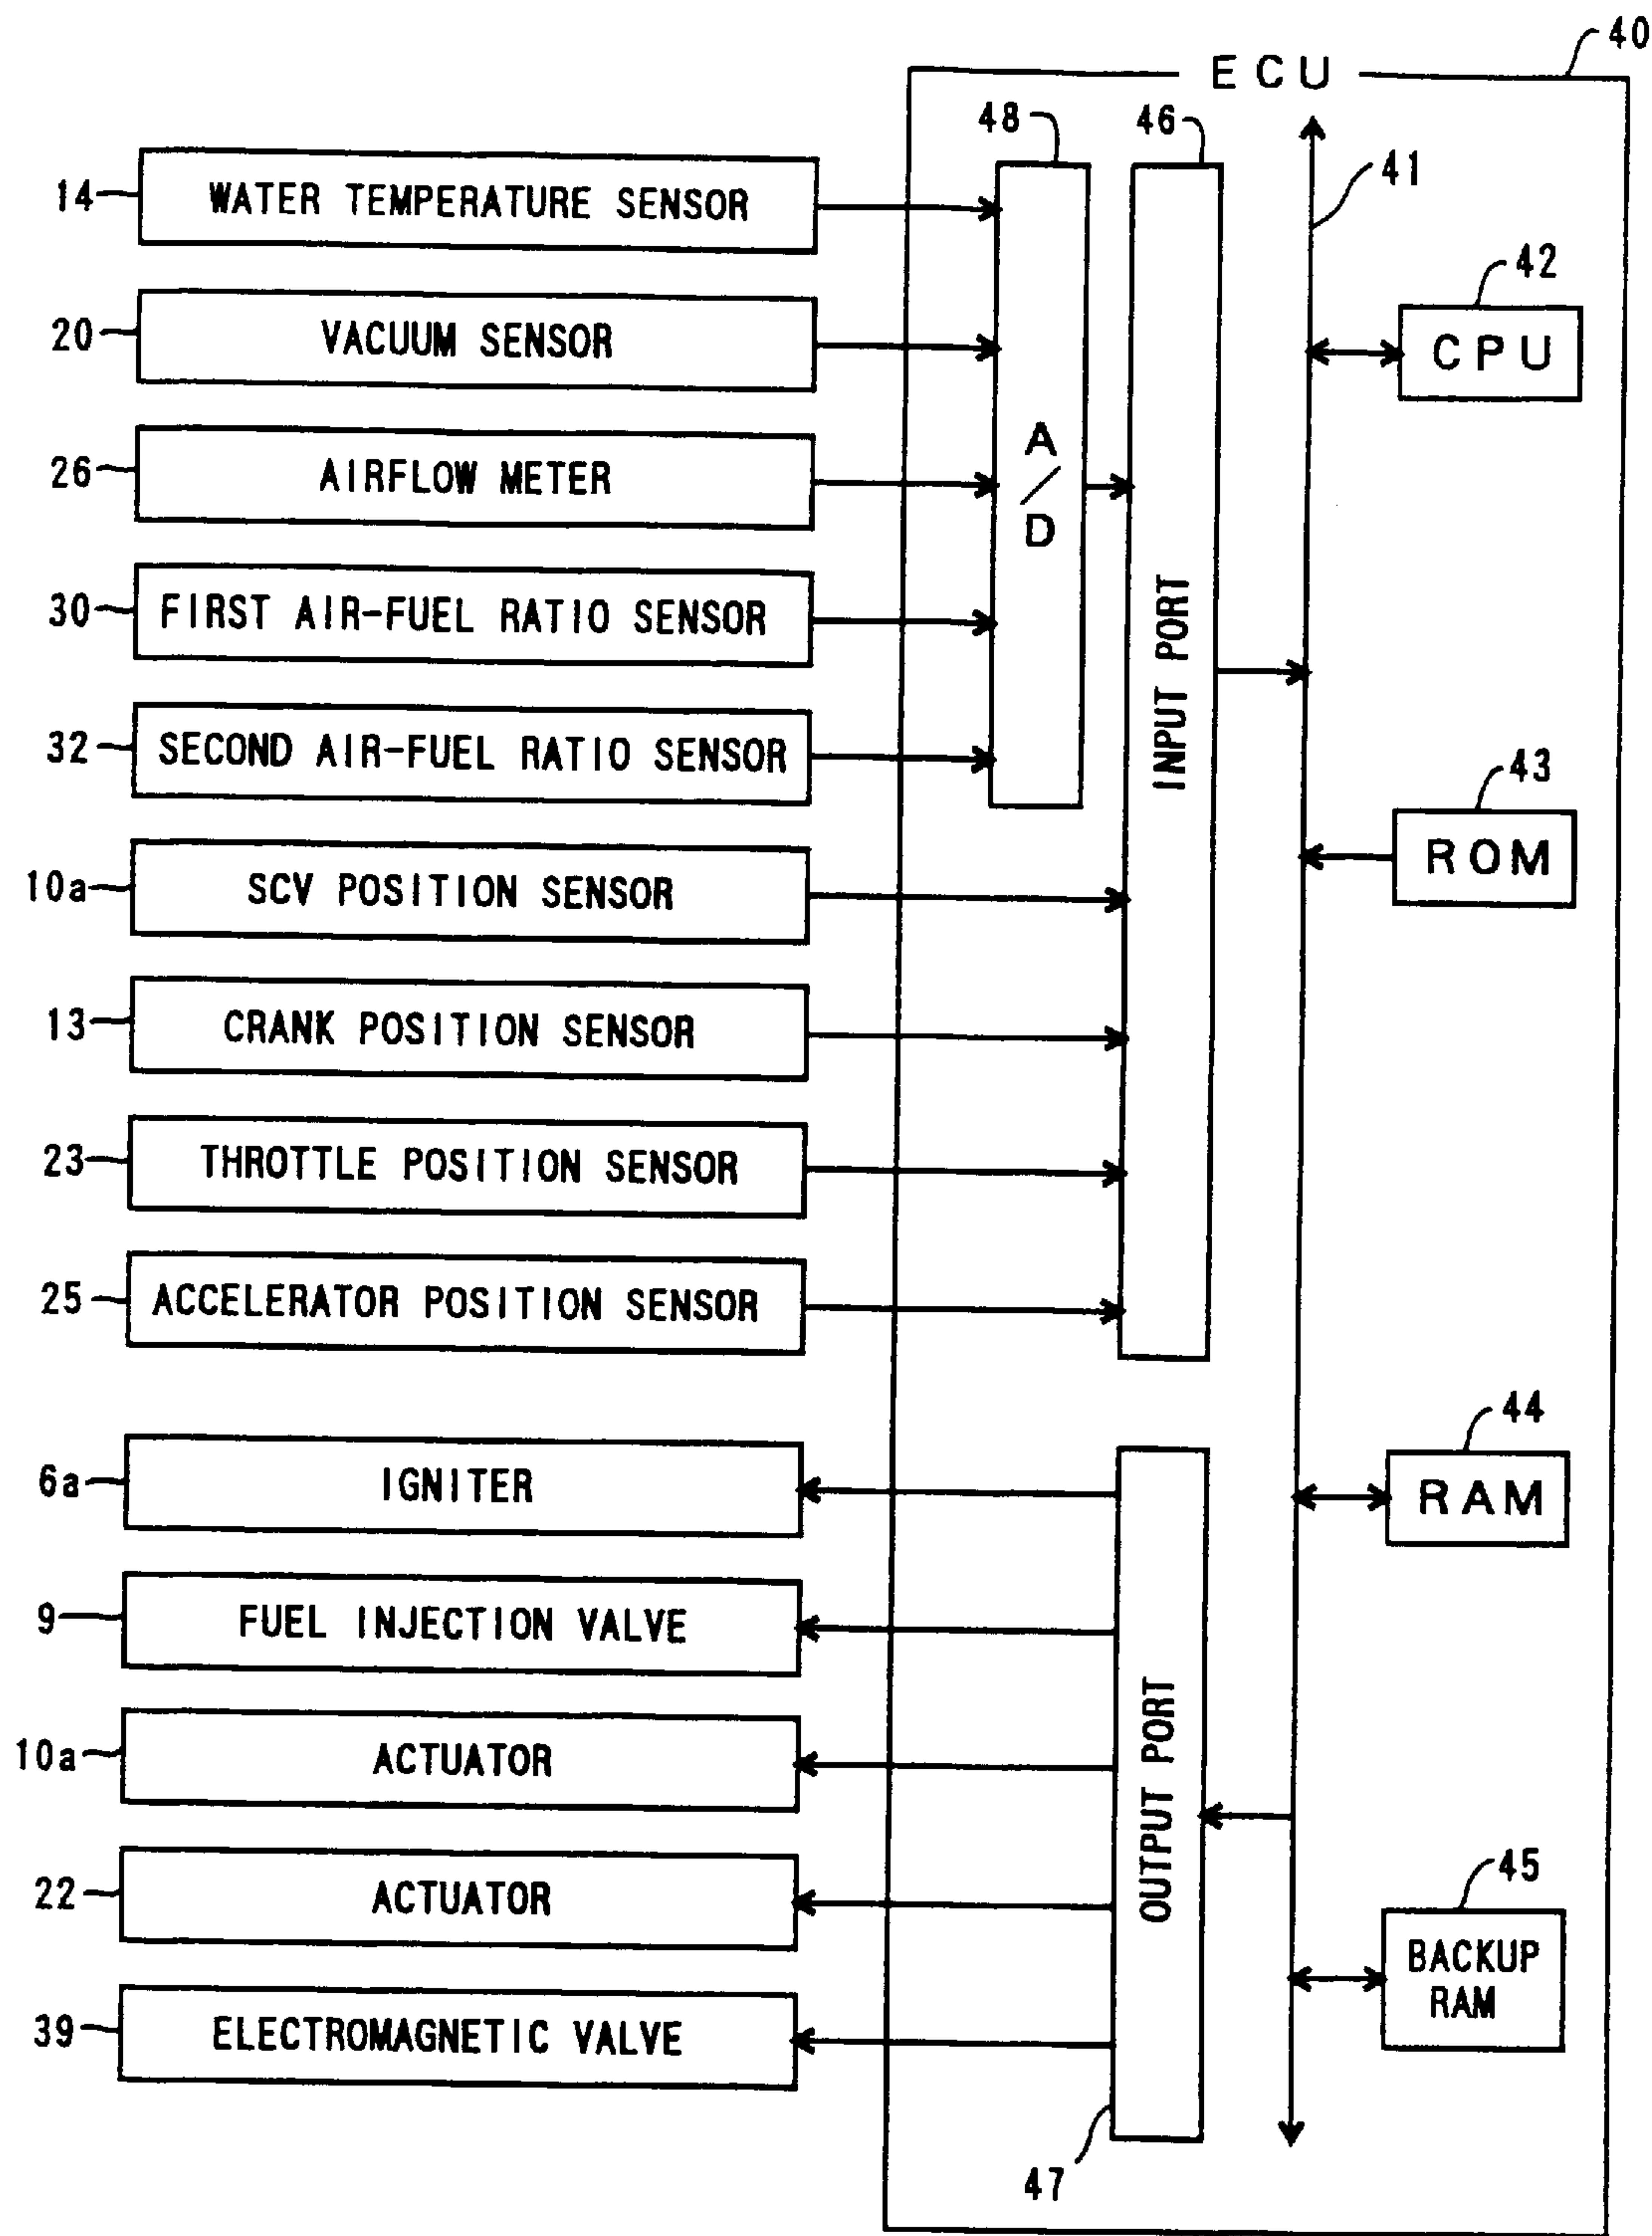 40
ECU
48
46
41
14
WATER TEMPERATURE SENSOR
42
CPU
20
VACUUM SENSOR
26
AIRFLOW METER
A/D
30
FIRST AIR-FUEL RATIO SENSOR
INPUT PORT
32
SECOND AIR-FUEL RATIO SENSOR
43
ROM
10a
SCV POSITION SENSOR
13
CRANK POSITION SENSOR
23
THROTTLE POSITION SENSOR
25
ACCELERATOR POSITION SENSOR
44
RAM
6a
IGNITER
9
FUEL INJECTION VALVE
10a
ACTUATOR
OUTPUT PORT
22
ACTUATOR
45
BACKUP
RAM
39
ELECTROMAGNETIC VALVE
47